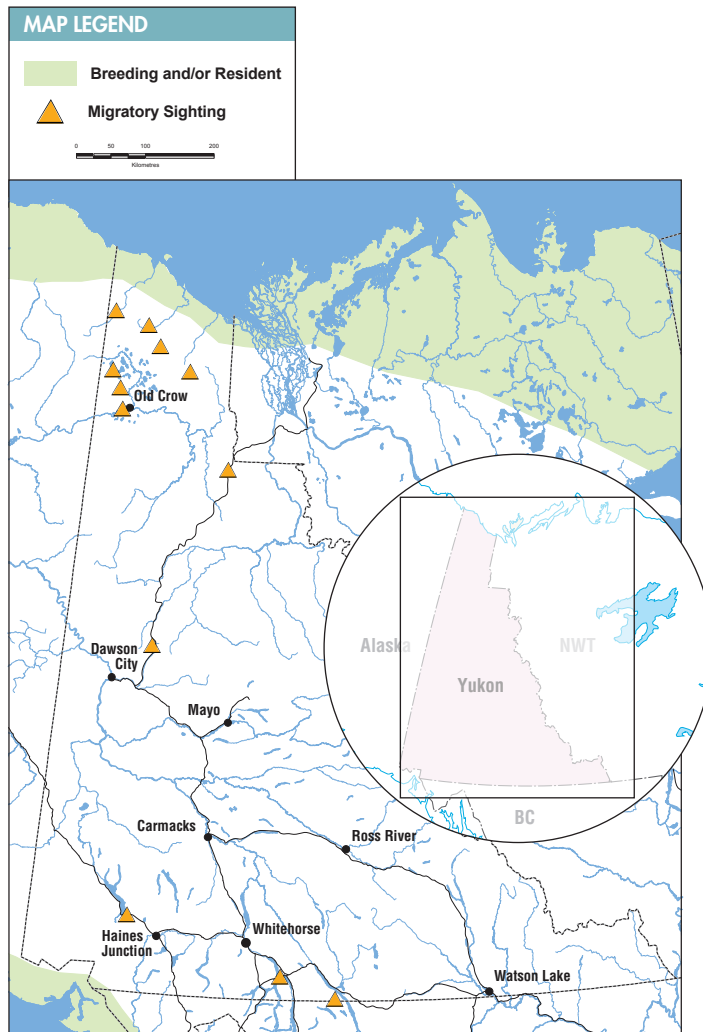 MAP LEGEND
Breeding and/or Resident
Migratory Sighting
0 50 100 200
Kilometres
Old Crow
Dawson
City
Alaska
NWT
Yukon
Mayo
BC
Carmacks
Ross River
Haines
Junction
Whitehorse
Watson Lake